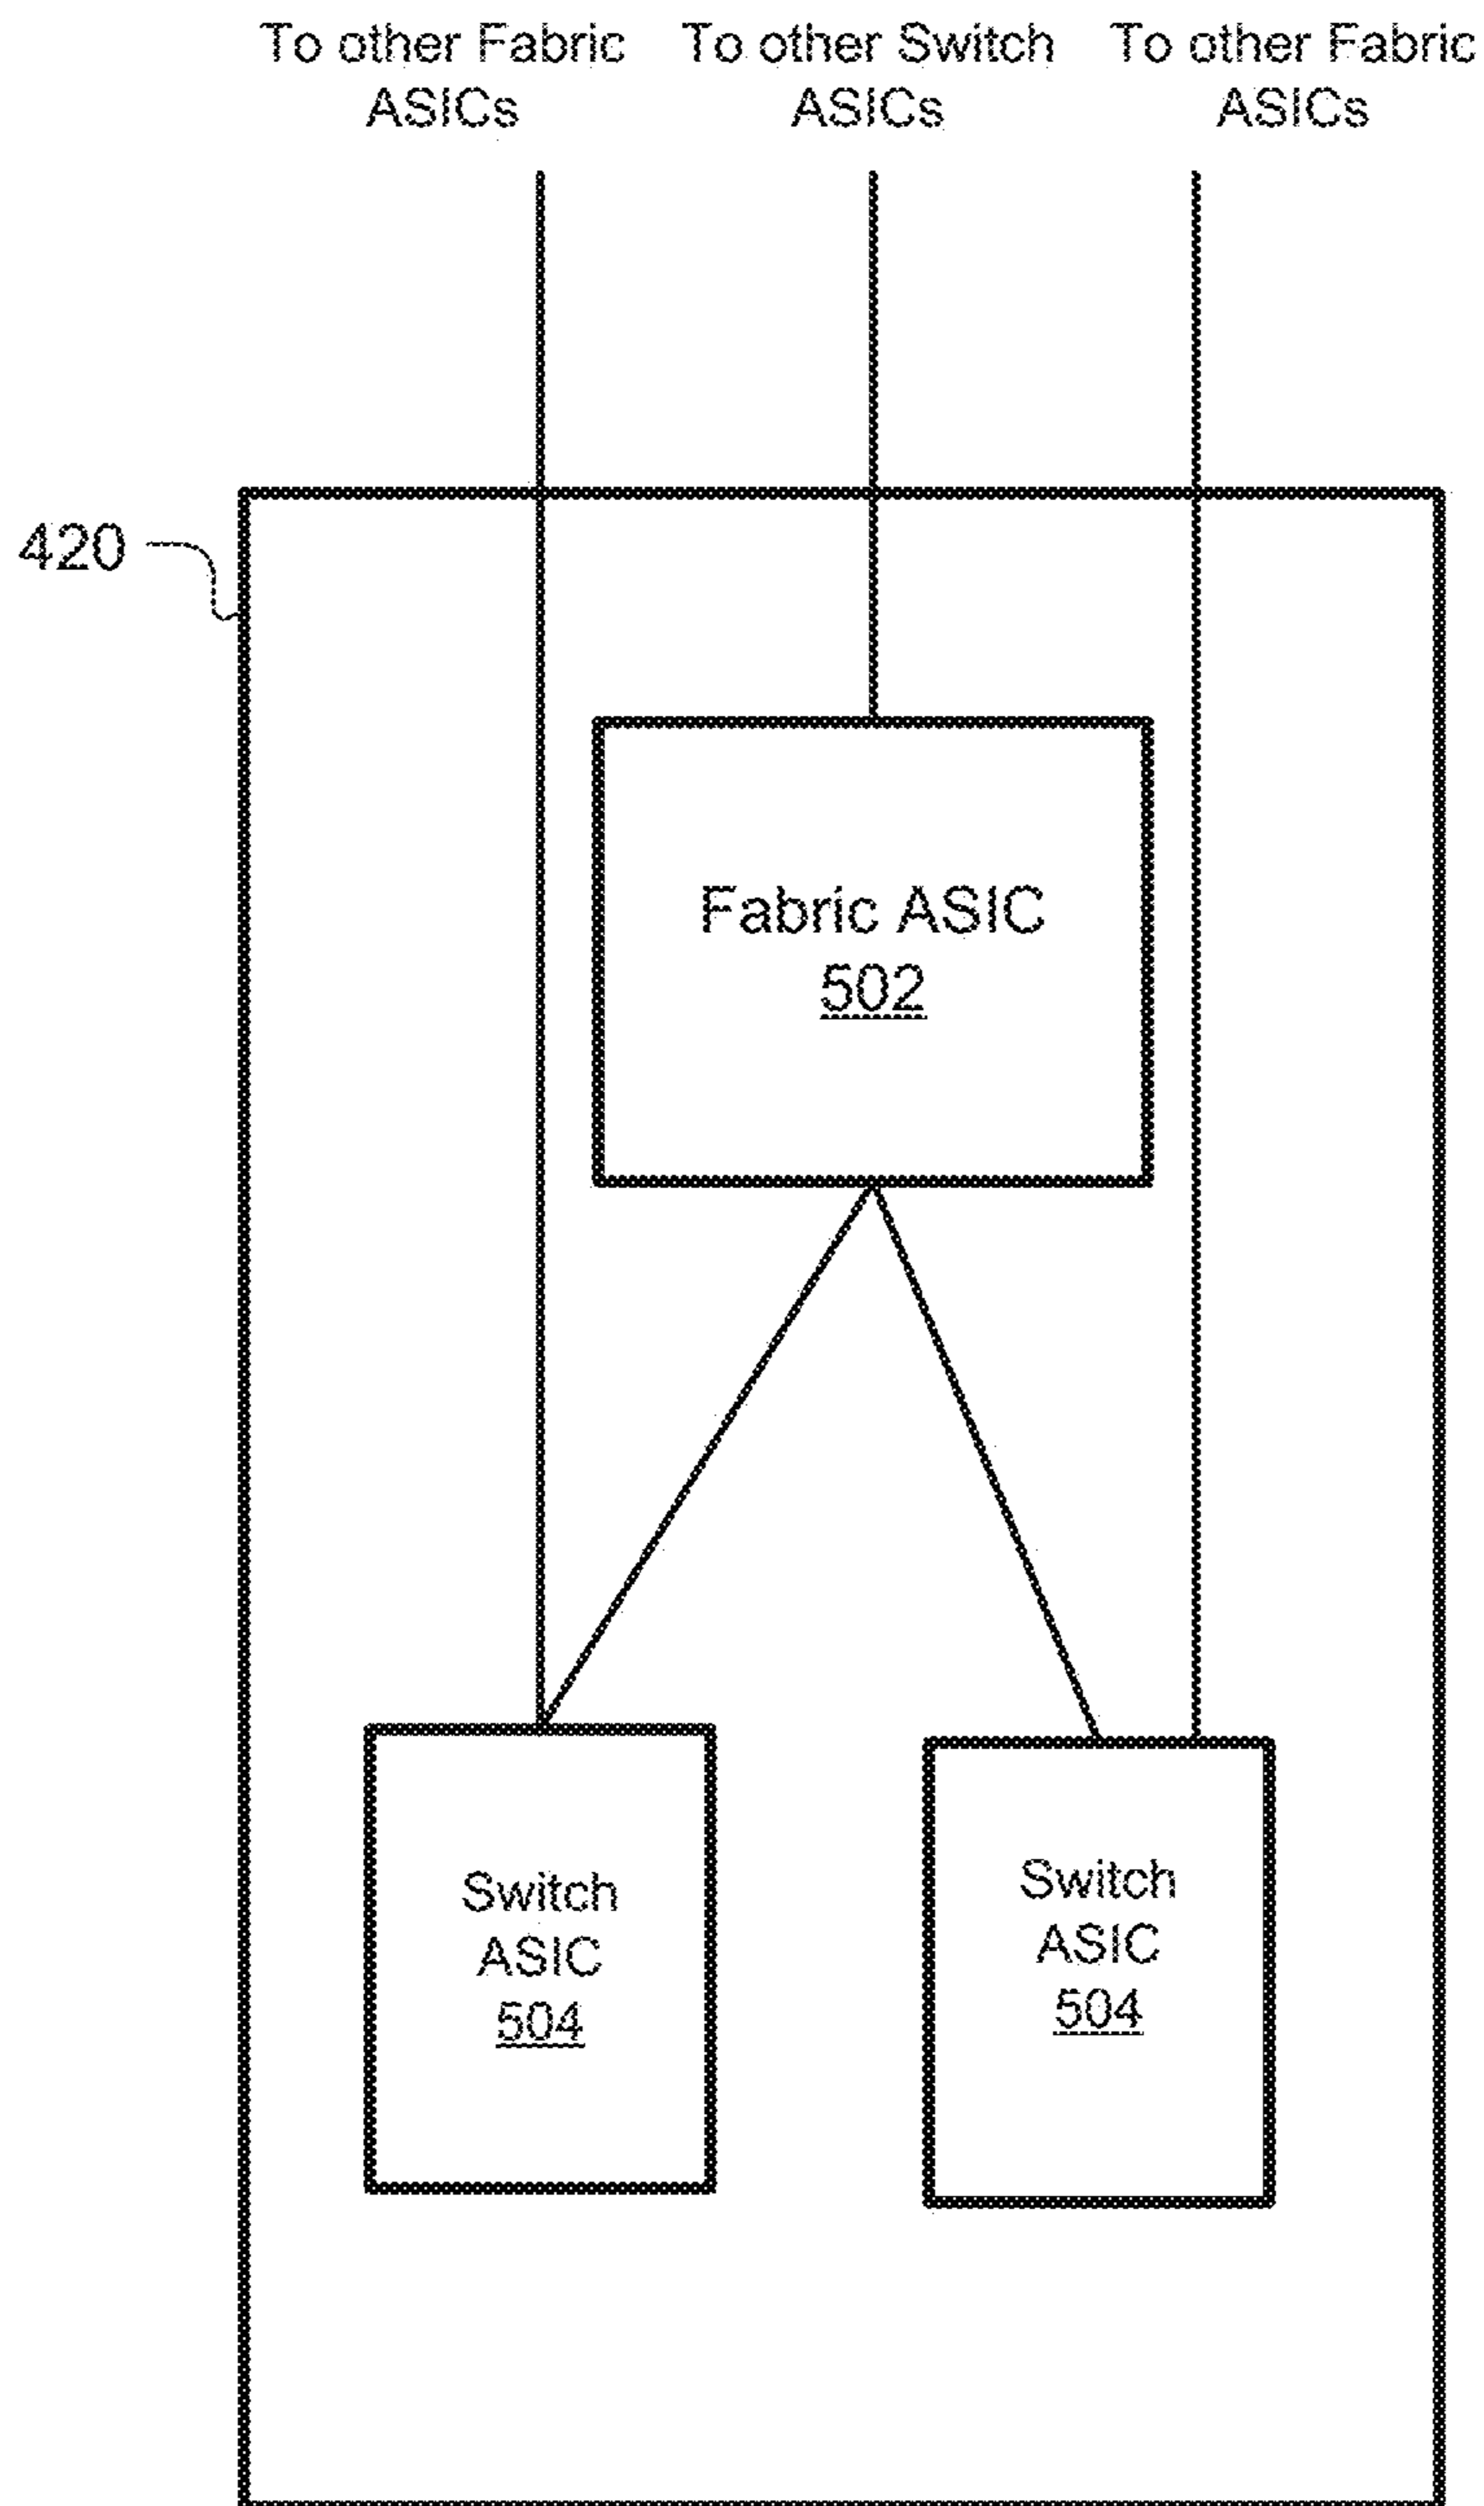 To other Fabric
ASICs
To other Switch
ASICs
To other Fabric
ASICs
420
Fabric ASIC
502
Switch
ASIC
504
Switch
ASIC
504